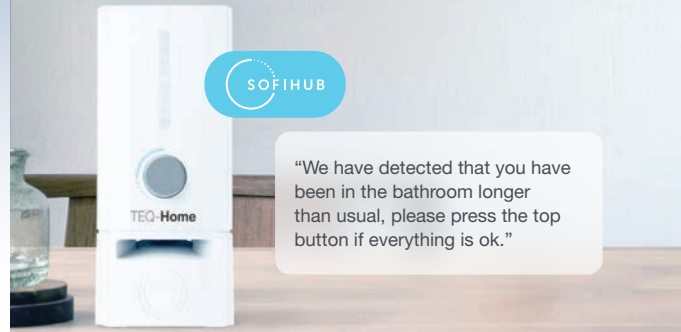 SOFIHUB
“We have detected that you have
been in the bathroom longer
than usual, please press the top
button if everything is ok.”
TEQ-Home